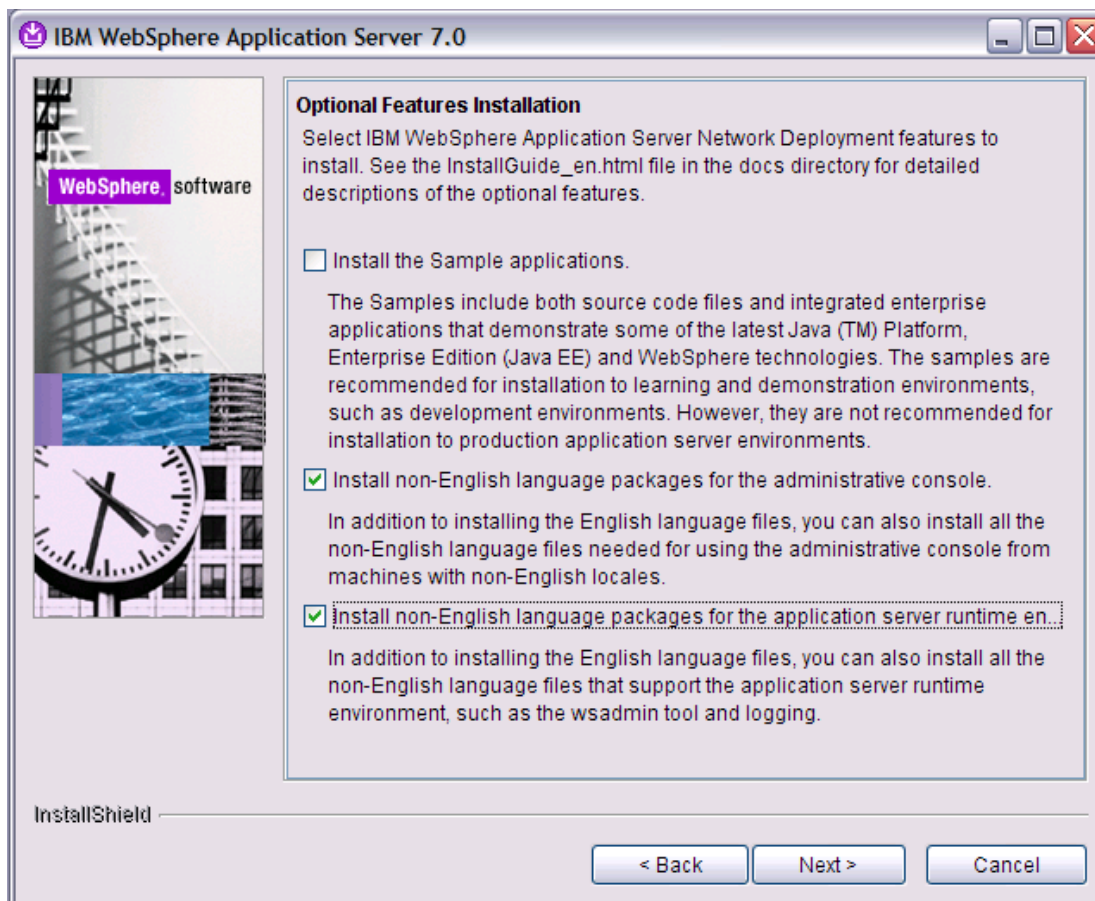 IBM WebSphere Application Server 7.0
WebSphere. software
Optional Features Installation
Select IBM WebSphere Application Server Network Deployment features to
install. See the InstallGuide_en.html file in the docs directory for detailed
descriptions of the optional features.
Install the Sample applications.
The Samples include both source code files and integrated enterprise
applications that demonstrate some of the latest Java (TM) Platform,
Enterprise Edition (Java EE) and WebSphere technologies. The samples are
recommended for installation to learning and demonstration environments,
such as development environments. However, they are not recommended for
installation to production application server environments.
Install non-English language packages for the administrative console.
In addition to installing the English language files, you can also install all the
non-English language files needed for using the administrative console from
machines with non-English locales.
Install non-English language packages for the application server runtime en...
In addition to installing the English language files, you can also install all the
non-English language files that support the application server runtime
environment, such as the wsadmin tool and logging.
InstallShield
< Back
Next >
Cancel